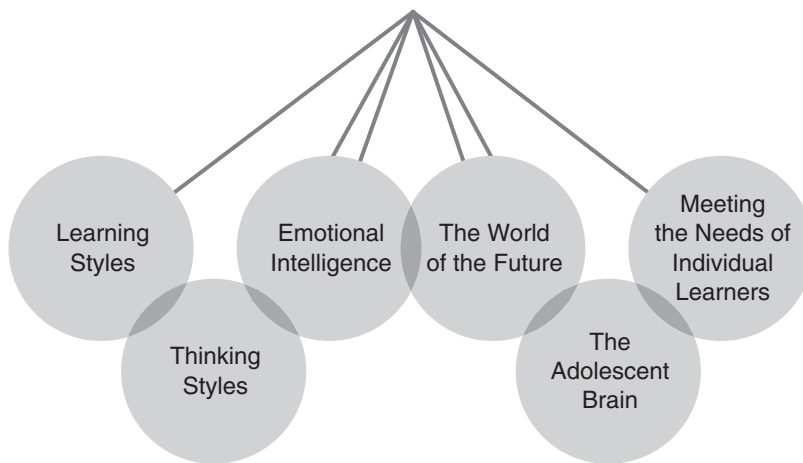 Learning
Styles
Thinking
Styles
Emotional
Intelligence
The World
of the Future
The
Adolescent
Brain
Meeting
the Needs of
Individual
Learners